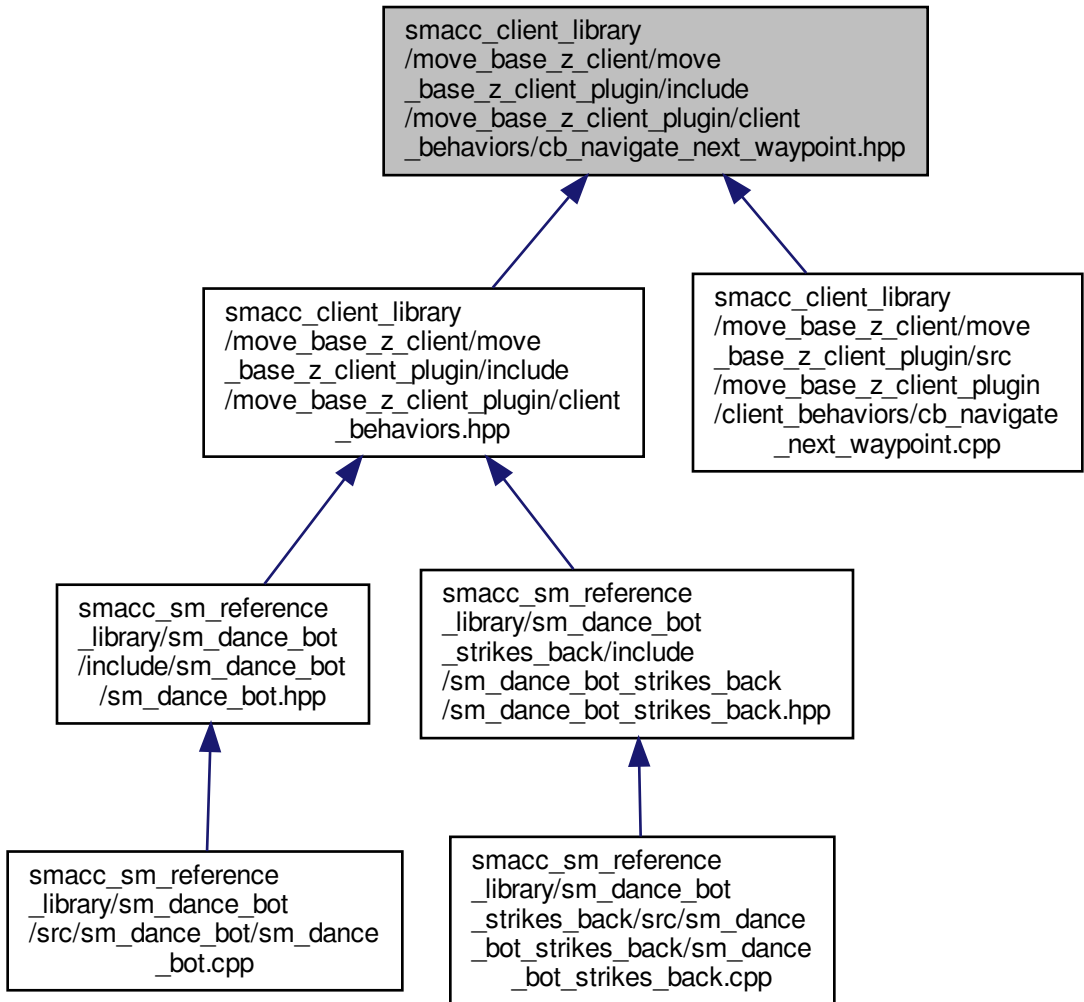 smacc_client_library
/move_base_z_client/move
_base_z_client_plugin/include
/move_base_z_client_plugin/client
_behaviors/cb_navigate_next_waypoint.hpp
smacc_client_library
/move_base_z_client/move
_base_z_client_plugin/include
/move_base_z_client_plugin/client
_behaviors.hpp
smacc_client_library
/move_base_z_client/move
_base_z_client_plugin/src
/move_base_z_client_plugin
/client_behaviors/cb_navigate
_next_waypoint.cpp
smacc_sm_reference
_library/sm_dance_bot
/include/sm_dance_bot
/sm_dance_bot.hpp
smacc_sm_reference
_library/sm_dance_bot
_strikes_back/include
/sm_dance_bot_strikes_back
/sm_dance_bot_strikes_back.hpp
smacc_sm_reference
_library/sm_dance_bot
/src/sm_dance_bot/sm_dance
_bot.cpp
smacc_sm_reference
_library/sm_dance_bot
_strikes_back/src/sm_dance
_bot_strikes_back/sm_dance
_bot_strikes_back.cpp